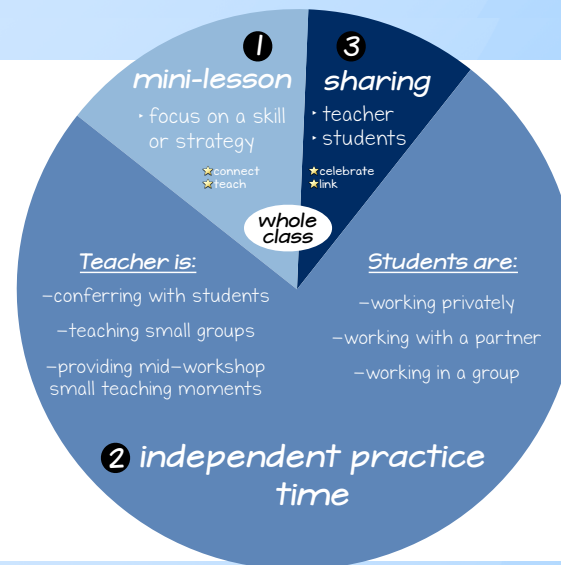 1
mini-lesson
‣ focus on a skill
or strategy
★connect
★teach
3
sharing
‣ teacher
‣ students
★celebrate
★link
whole
class
Teacher is:
—conferring with students
—teaching small groups
—providing mid—workshop
small teaching moments
Students are:
—working privately
—working with a partner
—working in a group
2 independent practice
time